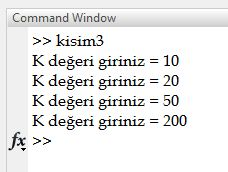 Command Window
>> kisim3
K değeri giriniz = 10
K değeri giriniz = 20
K değeri giriniz = 50
K değeri giriniz = 200
fx >>